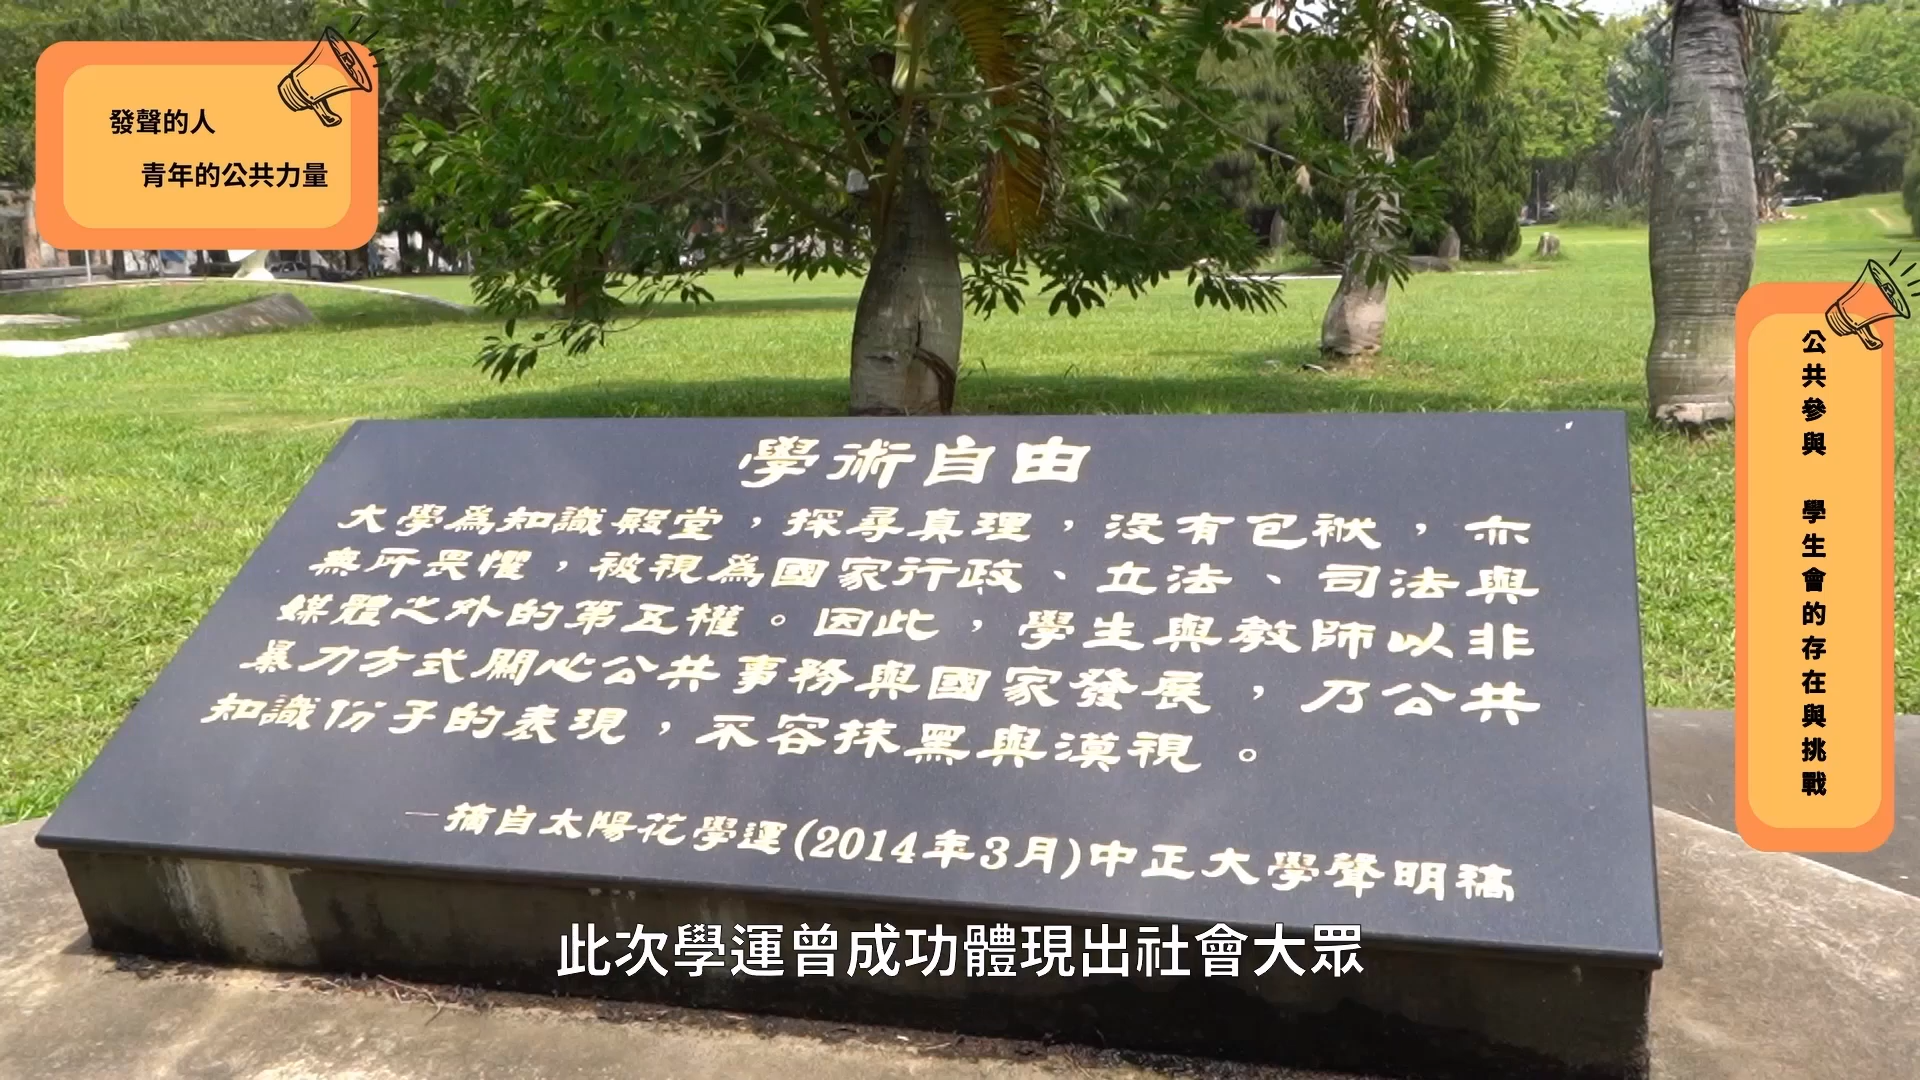 發聲的人
青年的公共力量
公共參與 學生會的存在與挑戰
學術自由
大學為知識殿堂，探尋真理，沒有包袱，亦
無所畏懼，被視為國家行政、立法、司法與
媒體之外的第五權。因此，學生與教師以非
暴力方式關心公共事務與國家發展，乃公共
知識份子的表現，不容抹黑與漠視。
—摘自太陽花學運(2014年3月)中正大學聲明稿
此次學運曾成功體現出社會大眾